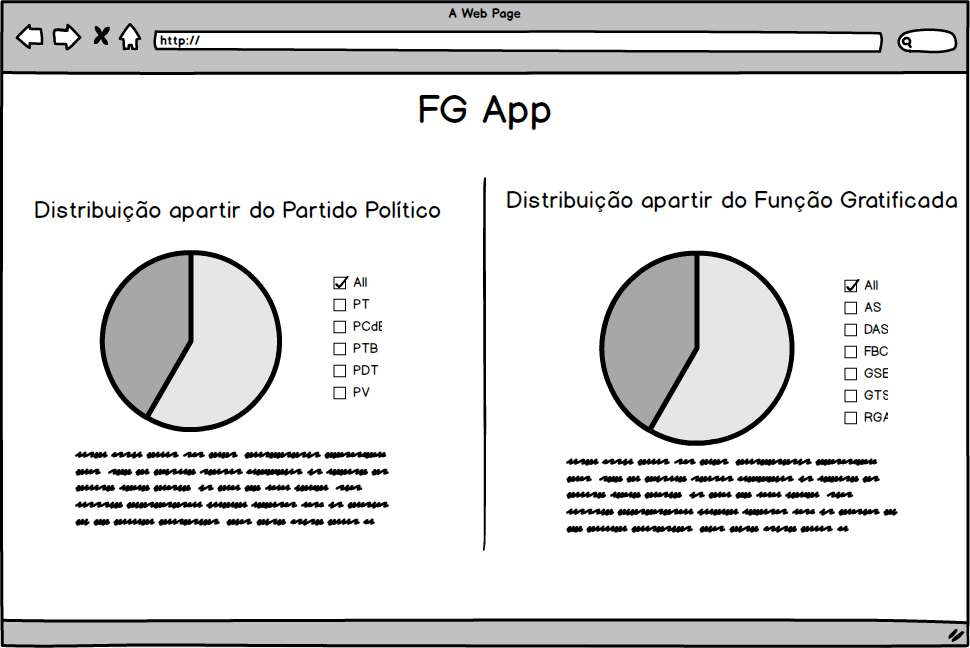 A Web Page
http://
FG App
Distribuição apartir do Partido Político
All
PT
PCdB
PTB
PDT
PV
Distribuição apartir do Função Gratificada
All
AS
DAS
FBC
GSE
GTS
RGA